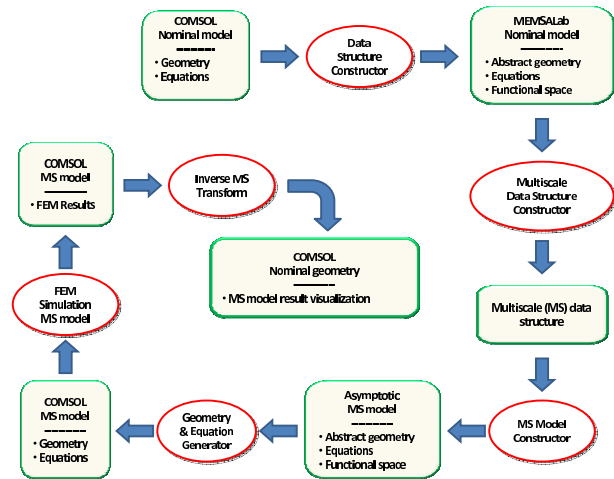 COMSOL
Nominal model
--------------
• Geometry
• Equations
Data
Structure
Constructor
MEMSALab
Nominal model
--------------
• Abstract geometry
• Equations
• Functional space
Multiscale
Data Structure
Constructor
Multiscale (MS) data
structure
MS Model
Constructor
Asymptotic
MS model
--------------
• Abstract geometry
• Equations
• Functional space
Geometry
& Equation
Generator
COMSOL
MS model
--------------
• Geometry
• Equations
FEM
Simulation
MS model
COMSOL
MS model
--------------
• FEM Results
Inverse MS
Transform
COMSOL
Nominal geometry
--------------
• MS model result visualization